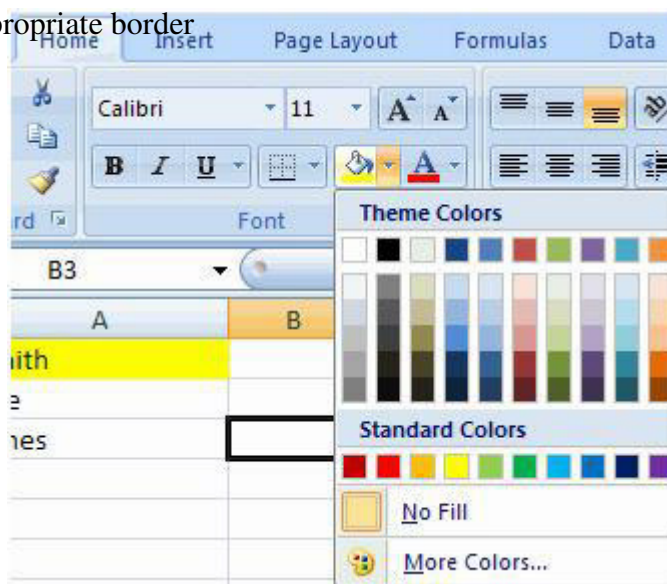 propriate border
Home Insert Page Layout Formulas Data
Calibri 11 A A
B I U A
rd Font
Theme Colors
B3
A B
ith
e
nes
Standard Colors
No Fill
More Colors...